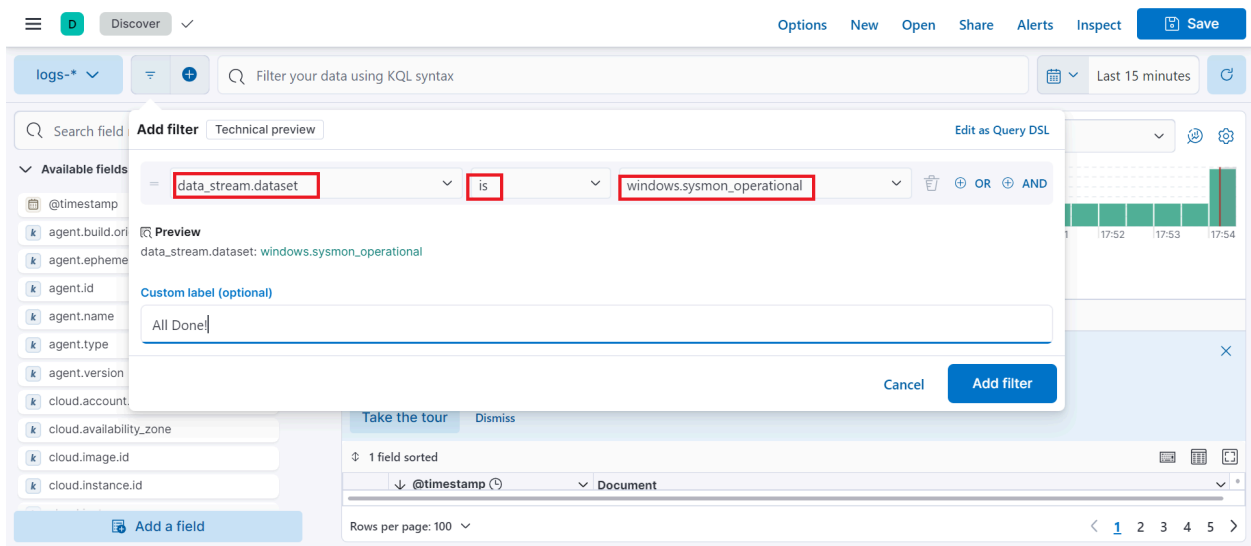 D Discover Options New Open Share Alerts Inspect Save
logs-* Filter your data using KQL syntax Last 15 minutes
Search field
Add filter Technical preview Edit as Query DSL
Available fields
data_stream.dataset is windows.sysmon_operational OR AND
@timestamp
k agent.build.ori
Preview
17:52 17:53 17:54
data_stream.dataset: windows.sysmon_operational
k agent.epheme
k agent.id
Custom label (optional)
k agent.name
All Done!
k agent.type
k agent.version
Cancel Add filter
k cloud.account.
Take the tour Dismiss
k cloud.availability_zone
k cloud.image.id
1 field sorted
k cloud.instance.id
@timestamp Document
Add a field
Rows per page: 100 1 2 3 4 5